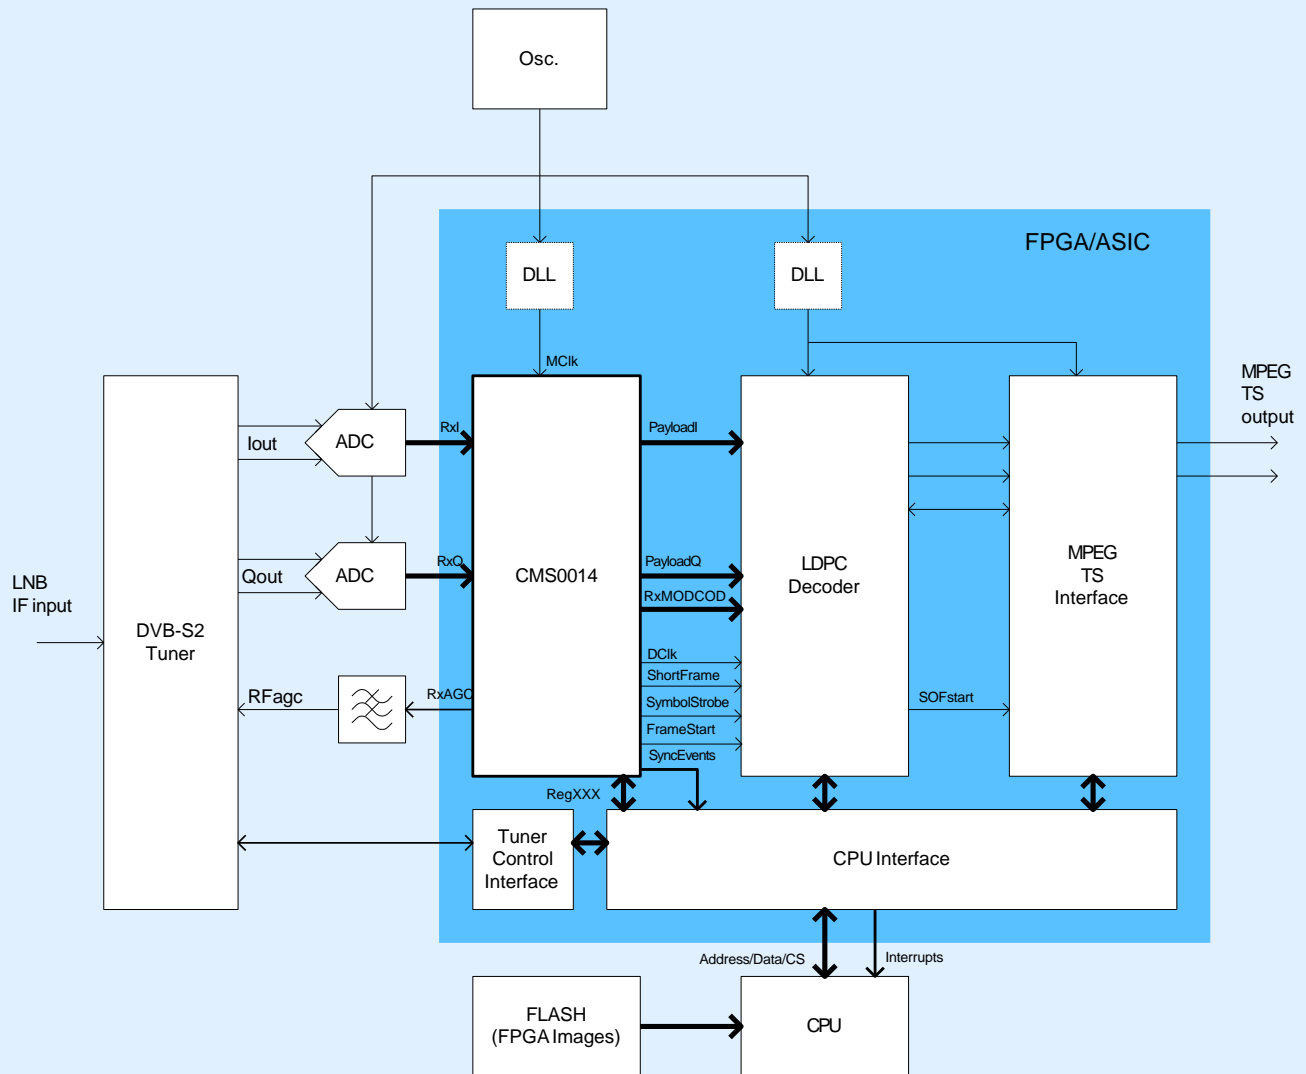 Osc.
FPGA/ASIC
DLL
DLL
MClk
MPEG
TS
output
RxI
PayloadI
Iout
ADC
RxQ
PayloadQ
Qout
ADC
CMS0014
LDPC
Decoder
MPEG
TS
Interface
RxMODCOD
LNB
IF input
DVB-S2
Tuner
DClk
ShortFrame
RFagc
RxAGC
SymbolStrobe
SOFstart
FrameStart
SyncEvents
RegXXX
Tuner
Control
Interface
CPU Interface
Address/Data/CS
Interrupts
FLASH
(FPGA Images)
CPU